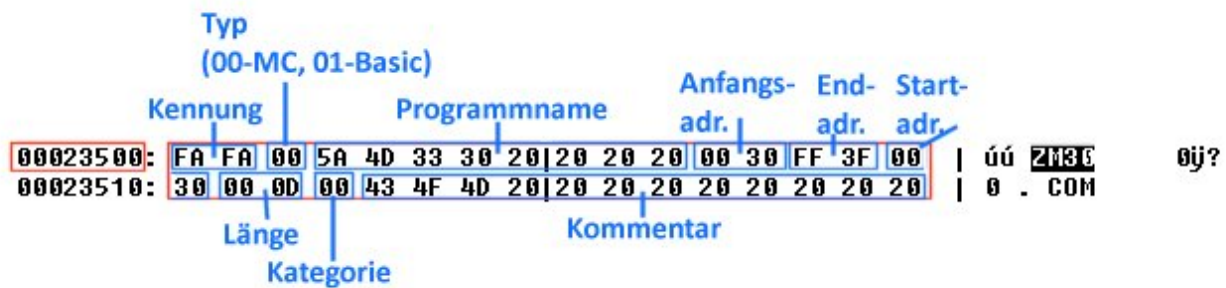 Typ
(00-MC, 01-Basic)
Kennung
Programmname
Anfangs-
adr.
End-
adr.
Start-
adr.
00023500: FA FA 00 5A 4D 33 30 20|20 20 20 00 30 FF 3F 00 | úú ZM30 0ÿ?
00023510: 30 00 0D 00 43 4F 4D 20|20 20 20 20 20 20 20 20 | 0 . COM
Länge
Kategorie
Kommentar